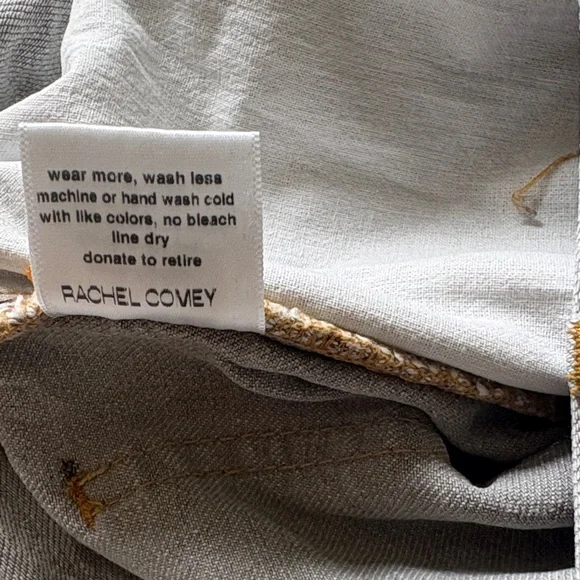 wear more, wash less
machine or hand wash cold
with like colors, no bleach
line dry
donate to retire
RACHEL COMEY